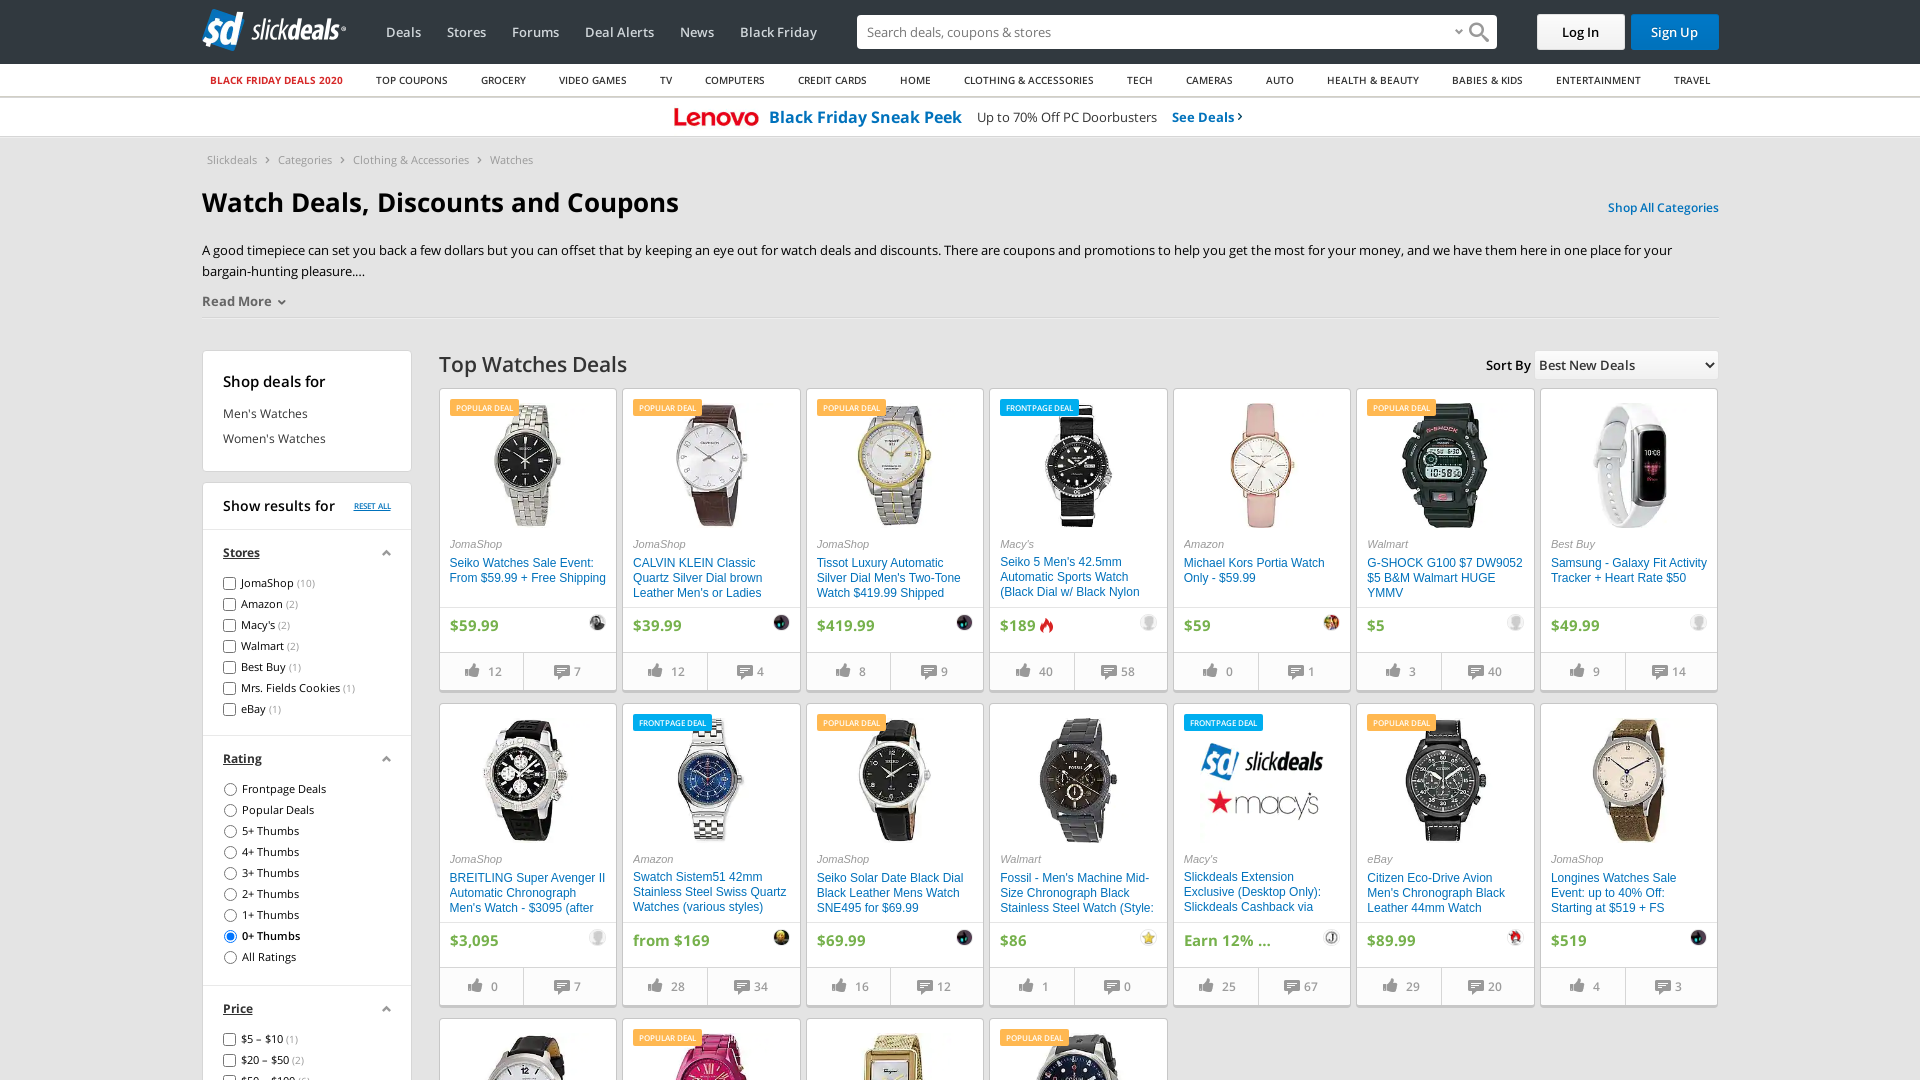 sd slickdeals
Deals
Stores
Forums
Deal Alerts
News
Black Friday
Search deals, coupons & stores
Log In
Sign Up
BLACK FRIDAY DEALS 2020
TOP COUPONS
GROCERY
VIDEO GAMES
TV
COMPUTERS
CREDIT CARDS
HOME
CLOTHING & ACCESSORIES
TECH
CAMERAS
AUTO
HEALTH & BEAUTY
BABIES & KIDS
ENTERTAINMENT
TRAVEL
Lenovo Black Friday Sneak Peek Up to 70% Off PC Doorbusters See Deals
Slickdeals > Categories > Clothing & Accessories > Watches
Watch Deals, Discounts and Coupons
Shop All Categories
A good timepiece can set you back a few dollars but you can offset that by keeping an eye out for watch deals and discounts. There are coupons and promotions to help you get the most for your money, and we have them here in one place for your
bargain-hunting pleasure....
Read More
Shop deals for
Men's Watches
Women's Watches
Show results for
RESET ALL
Stores
JomaShop (10)
Amazon (2)
Macy's (2)
Walmart (2)
Best Buy (1)
Mrs. Fields Cookies (1)
eBay (1)
Rating
Frontpage Deals
Popular Deals
5+ Thumbs
4+ Thumbs
3+ Thumbs
2+ Thumbs
1+ Thumbs
0+ Thumbs
All Ratings
Price
$5 – $10 (1)
$20 – $50 (2)
Top Watches Deals
Sort By Best New Deals
POPULAR DEAL
JomaShop
Seiko Watches Sale Event:
From $59.99 + Free Shipping
$59.99
12
7
POPULAR DEAL
JomaShop
CALVIN KLEIN Classic
Quartz Silver Dial brown
Leather Men's or Ladies
$39.99
12
4
POPULAR DEAL
JomaShop
Tissot Luxury Automatic
Silver Dial Men's Two-Tone
Watch $419.99 Shipped
$419.99
8
9
FRONTPAGE DEAL
Macy's
Seiko 5 Men's 42.5mm
Automatic Sports Watch
(Black Dial w/ Black Nylon
$189
40
58
Amazon
Michael Kors Portia Watch
Only - $59.99
$59
0
1
POPULAR DEAL
G-SHOCK
Walmart
G-SHOCK G100 $7 DW9052
$5 B&M Walmart HUGE
YMMV
$5
3
40
10:08
Best Buy
Samsung - Galaxy Fit Activity
Tracker + Heart Rate $50
$49.99
9
14
JomaShop
BREITLING Super Avenger II
Automatic Chronograph
Men's Watch - $3095 (after
$3,095
0
7
FRONTPAGE DEAL
Amazon
Swatch Sistem51 42mm
Stainless Steel Swiss Quartz
Watches (various styles)
from $169
28
34
POPULAR DEAL
JomaShop
Seiko Solar Date Black Dial
Black Leather Mens Watch
SNE495 for $69.99
$69.99
16
12
Walmart
Fossil - Men's Machine Mid-
Size Chronograph Black
Stainless Steel Watch (Style:
$86
1
0
FRONTPAGE DEAL
sd slickdeals
macy's
Macy's
Slickdeals Extension
Exclusive (Desktop Only):
Slickdeals Cashback via
Earn 12% ...
25
67
POPULAR DEAL
eBay
Citizen Eco-Drive Avion
Men's Chronograph Black
Leather 44mm Watch
$89.99
29
20
JomaShop
Longines Watches Sale
Event: up to 40% Off:
Starting at $519 + FS
$519
4
3
POPULAR DEAL
POPULAR DEAL